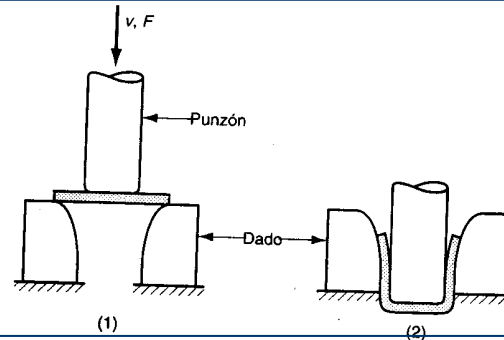 v, F
Punzón
Dado
(1)
(2)